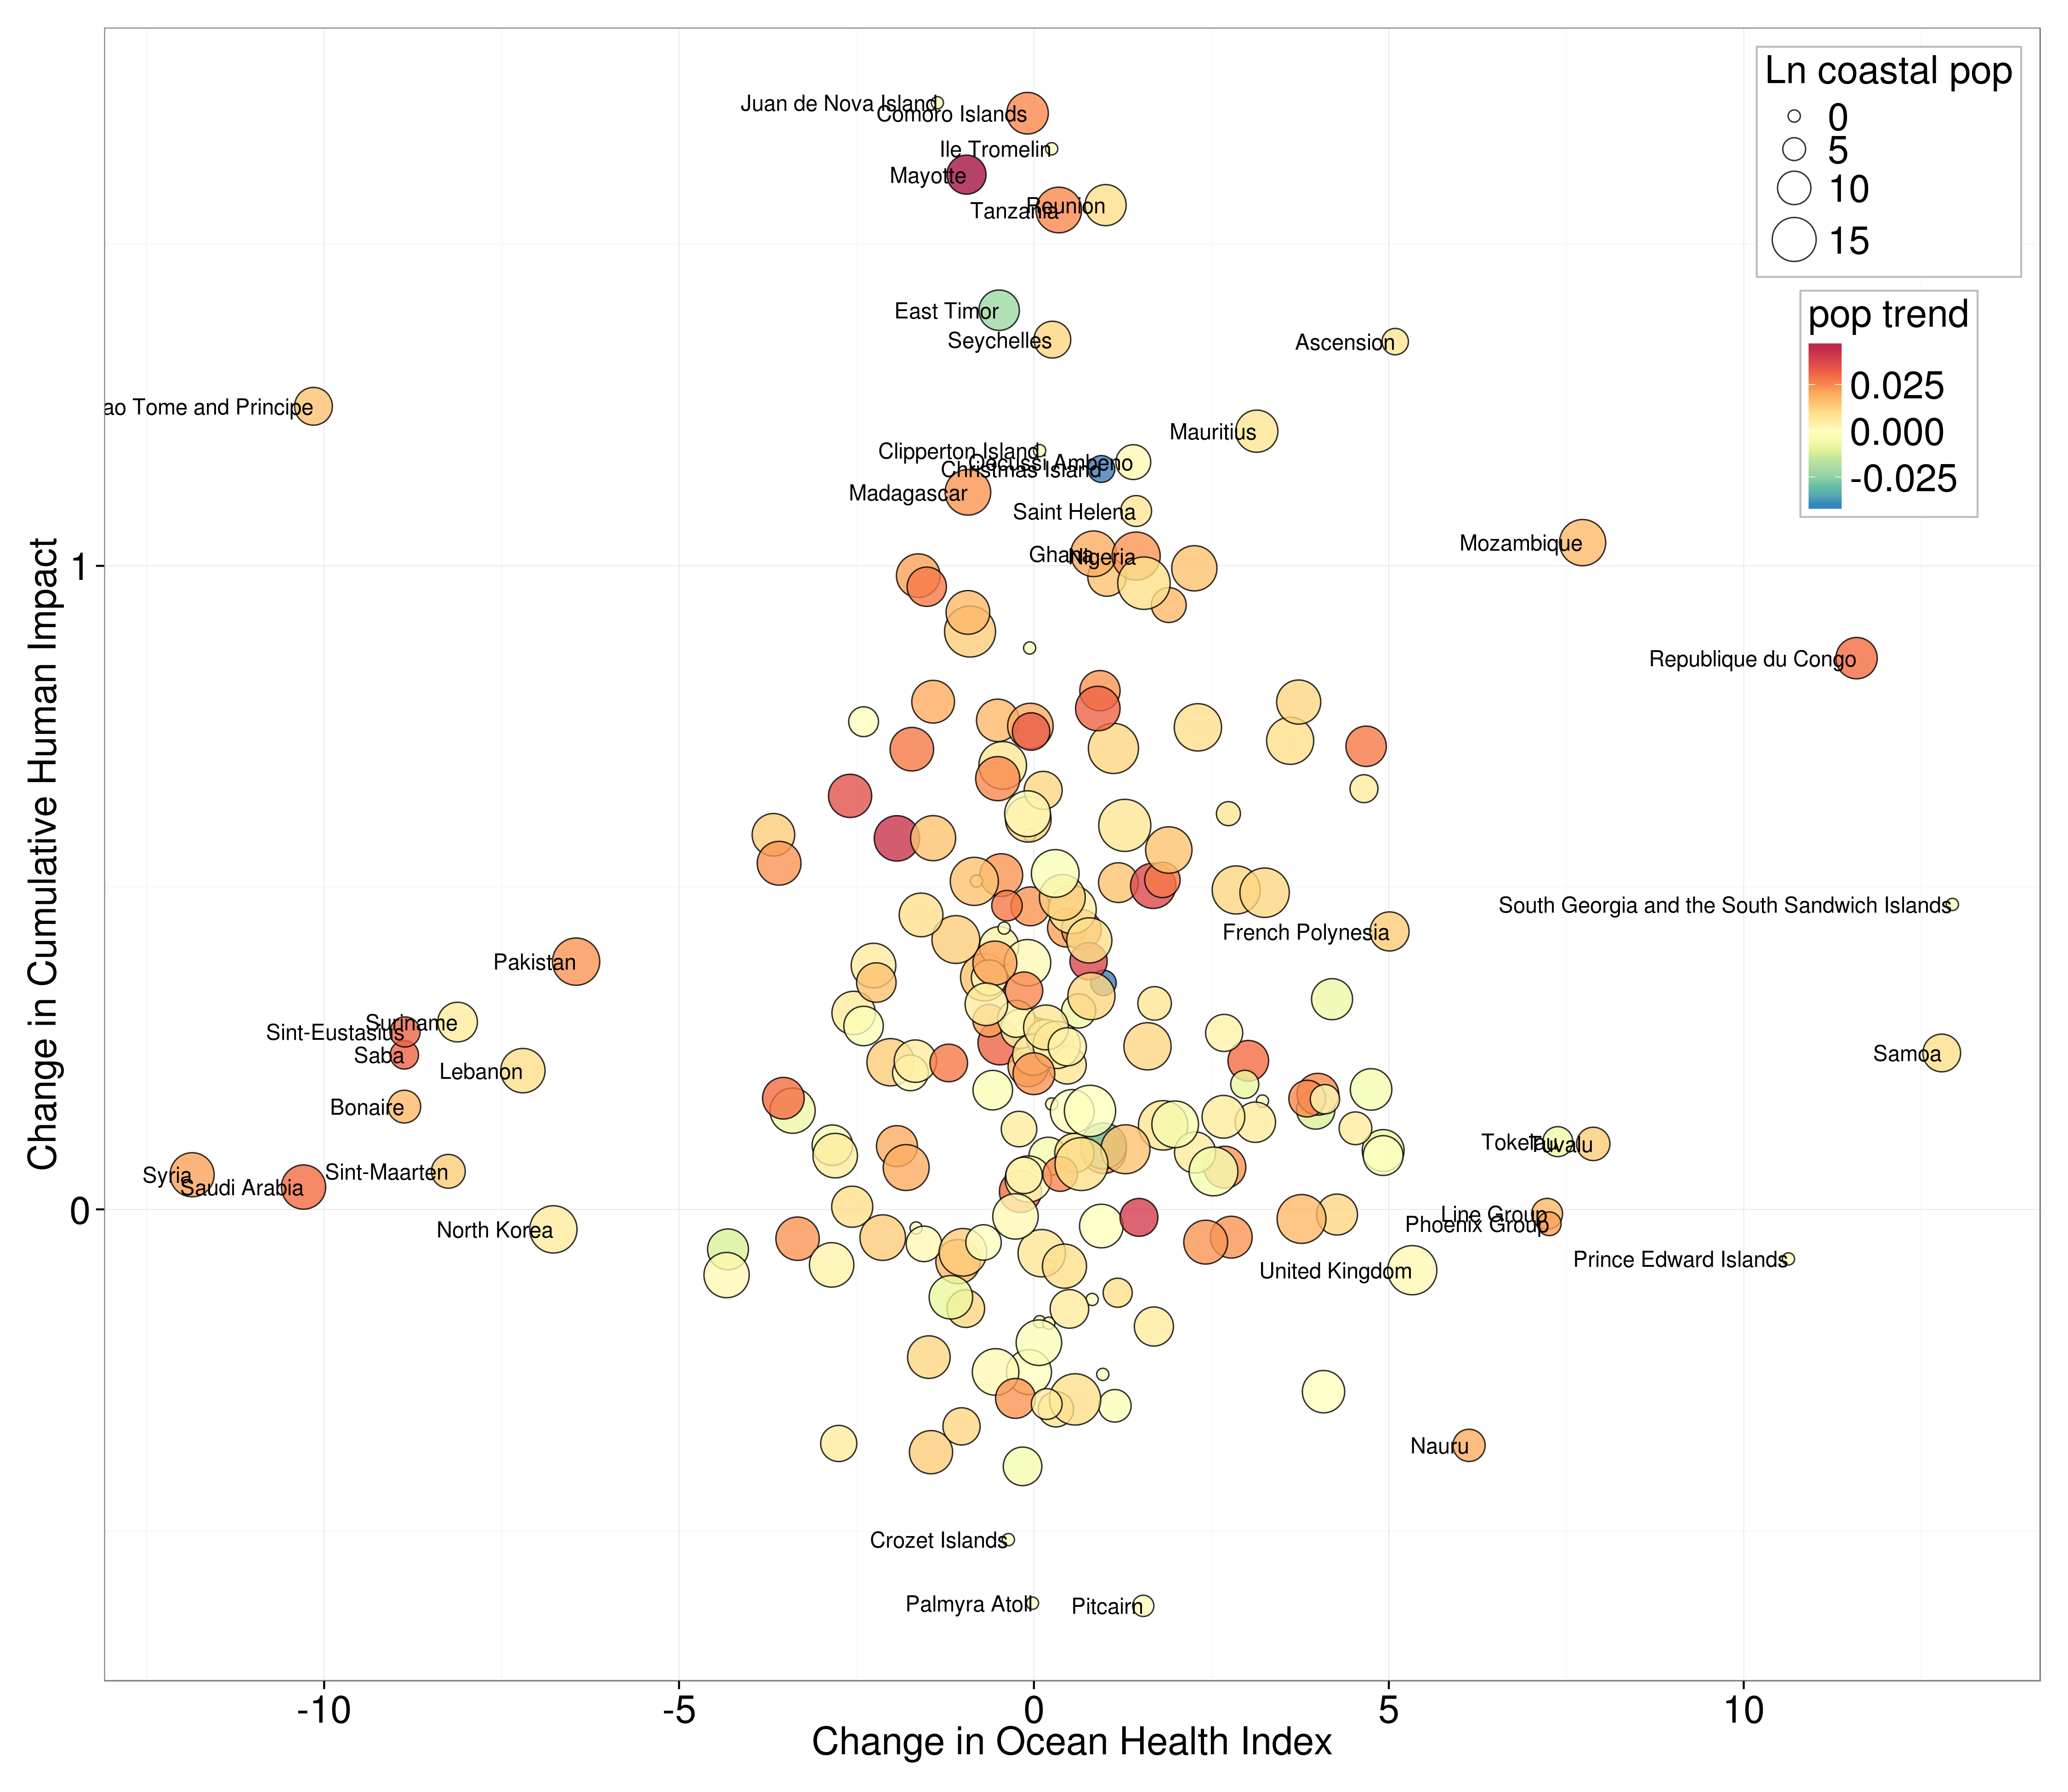 Ln coastal pop
0
5
10
15
pop trend
0.025
0.000
-0.025
Juan de Nova Island
Comoro Islands
Ile Tromelin
Mayotte
Reunion
Tanzania
East Timor
Seychelles
Ascension
ao Tome and Principe
Mauritius
Clipperton Island
Oecussi Ambeno
Christmas Island
Madagascar
Saint Helena
Mozambique
Ghana
Nigeria
Republique du Congo
South Georgia and the South Sandwich Islands
French Polynesia
Pakistan
Suriname
Sint-Eustasius
Saba
Samoa
Lebanon
Bonaire
Tokelau
Tuvalu
Sint-Maarten
Syria
Saudi Arabia
Line Group
Phoenix Group
North Korea
Prince Edward Islands
United Kingdom
Nauru
Crozet Islands
Palmyra Atoll
Pitcairn
1
0
Change in Cumulative Human Impact
-10
-5
0
5
10
Change in Ocean Health Index